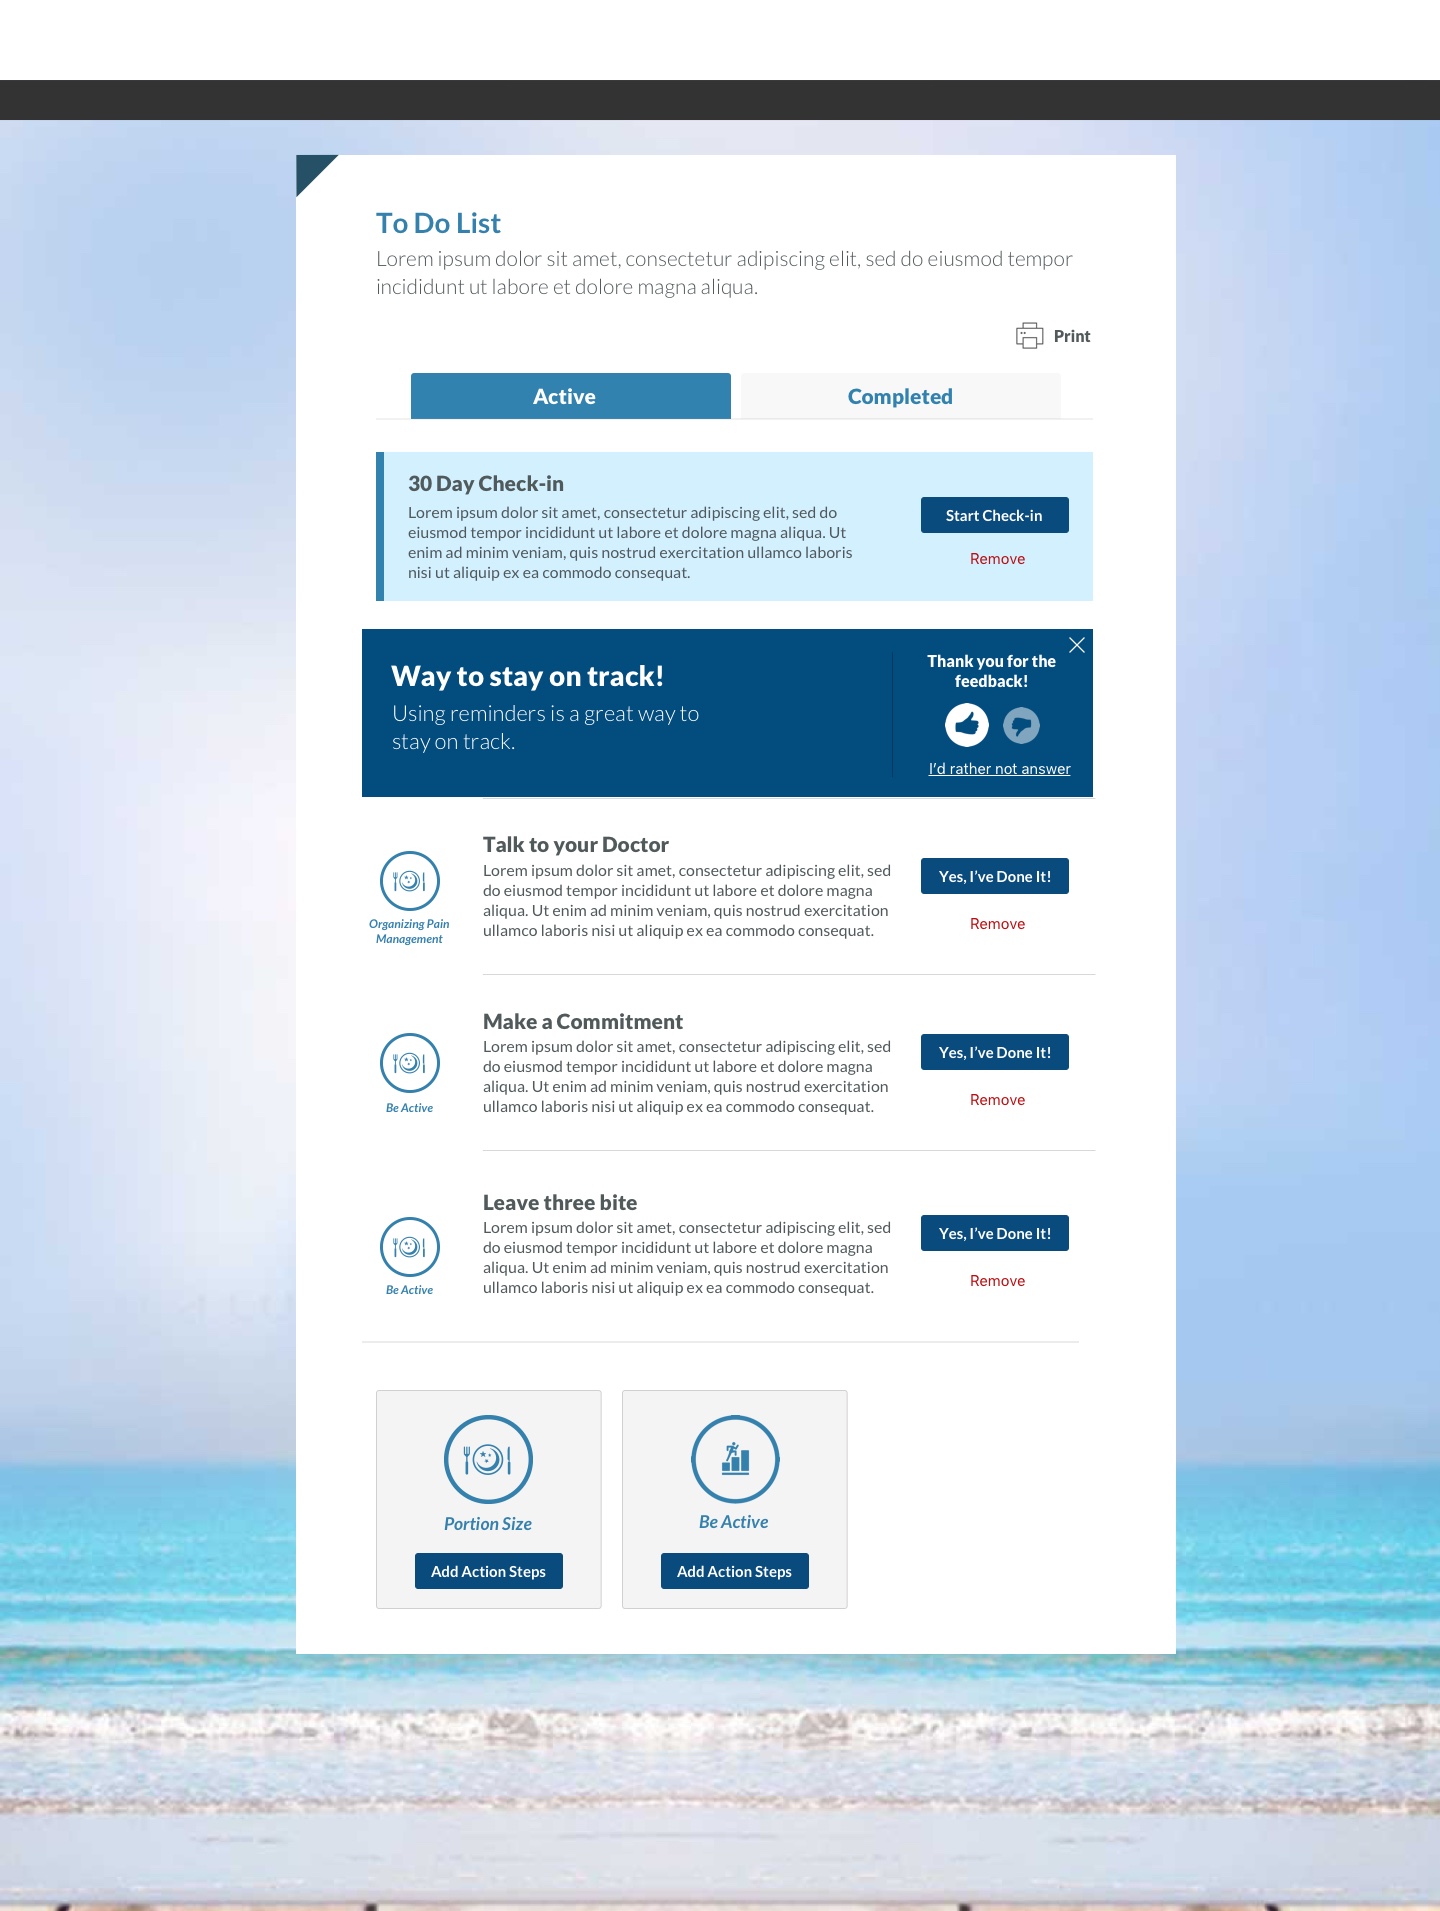 To Do List
Lorem ipsum dolor sit amet, consectetur adipiscing elit, sed do eiusmod tempor
incididunt ut labore et dolore magna aliqua.
Print
Active
Completed
30 Day Check-in
Lorem ipsum dolor sit amet, consectetur adipiscing elit, sed do
eiusmod tempor incididunt ut labore et dolore magna aliqua. Ut
enim ad minim veniam, quis nostrud exercitation ullamco laboris
nisi ut aliquip ex ea commodo consequat.
Start Check-in
Remove
Way to stay on track!
Using reminders is a great way to
stay on track.
Thank you for the
feedback!
I'd rather not answer
Organizing Pain
Management
Talk to your Doctor
Lorem ipsum dolor sit amet, consectetur adipiscing elit, sed
do eiusmod tempor incididunt ut labore et dolore magna
aliqua. Ut enim ad minim veniam, quis nostrud exercitation
ullamco laboris nisi ut aliquip ex ea commodo consequat.
Yes, I've Done It!
Remove
Be Active
Make a Commitment
Lorem ipsum dolor sit amet, consectetur adipiscing elit, sed
do eiusmod tempor incididunt ut labore et dolore magna
aliqua. Ut enim ad minim veniam, quis nostrud exercitation
ullamco laboris nisi ut aliquip ex ea commodo consequat.
Yes, I've Done It!
Remove
Be Active
Leave three bite
Lorem ipsum dolor sit amet, consectetur adipiscing elit, sed
do eiusmod tempor incididunt ut labore et dolore magna
aliqua. Ut enim ad minim veniam, quis nostrud exercitation
ullamco laboris nisi ut aliquip ex ea commodo consequat.
Yes, I've Done It!
Remove
Portion Size
Add Action Steps
Be Active
Add Action Steps